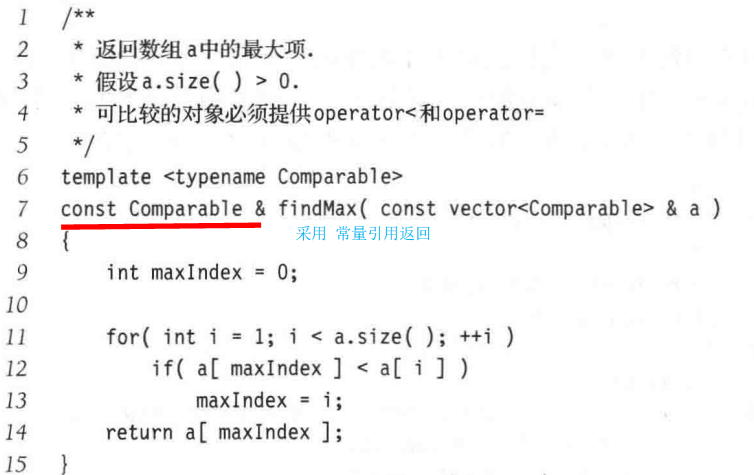 1 /**
2 * 返回数组a中的最大项.
3 * 假设a.size( ) > 0.
4 * 可比较的对象必须提供operator<和operator=
5 */
6 template <typename Comparable>
7 const Comparable & findMax( const vector<Comparable> & a )
8 {
采用 常量引用返回
9 int maxIndex = 0;
10
11 for( int i = 1; i < a.size( ); ++i )
12 if( a[ maxIndex ] < a[ i ] )
13 maxIndex = i;
14 return a[ maxIndex ];
15 }